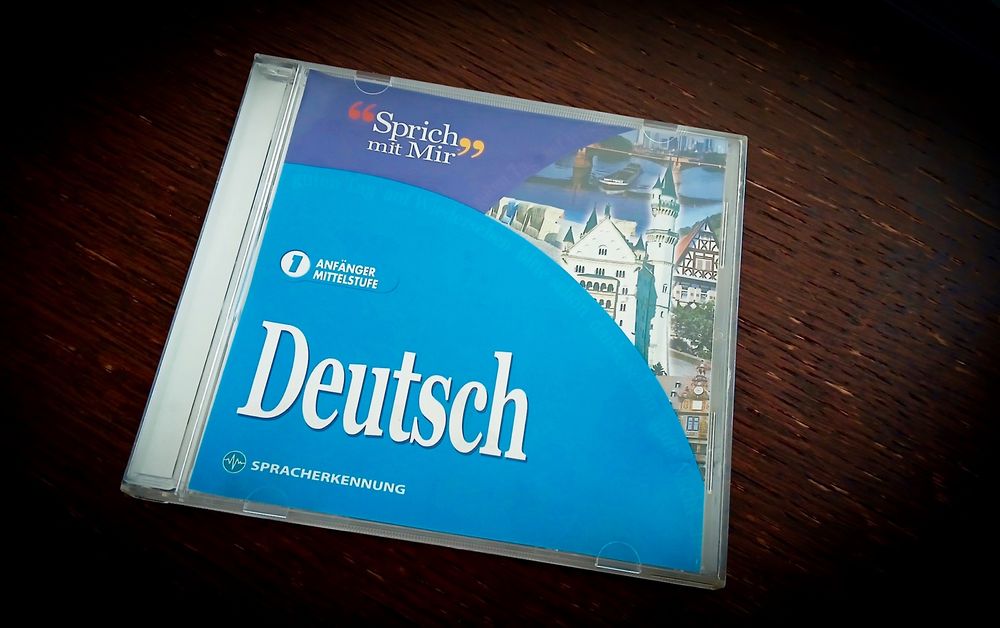 “Sprich
mit Mir”
1 ANFÄNGER
MITTELSTUFE
Deutsch
SPRACHERKENNUNG